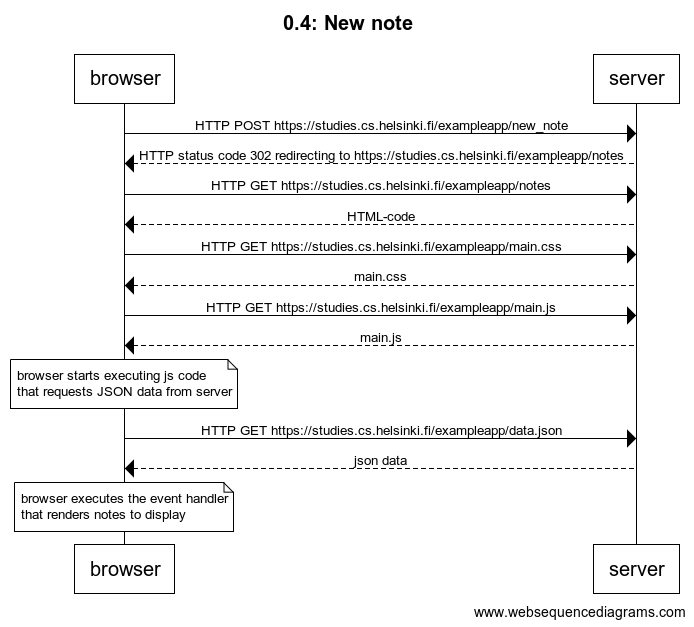 0.4: New note
browser
server
HTTP POST https://studies.cs.helsinki.fi/exampleapp/new_note
HTTP status code 302 redirecting to https://studies.cs.helsinki.fi/exampleapp/notes
HTTP GET https://studies.cs.helsinki.fi/exampleapp/notes
HTML-code
HTTP GET https://studies.cs.helsinki.fi/exampleapp/main.css
main.css
HTTP GET https://studies.cs.helsinki.fi/exampleapp/main.js
main.js
browser starts executing js code
that requests JSON data from server
HTTP GET https://studies.cs.helsinki.fi/exampleapp/data.json
json data
browser executes the event handler
that renders notes to display
browser
server
www.websequencediagrams.com